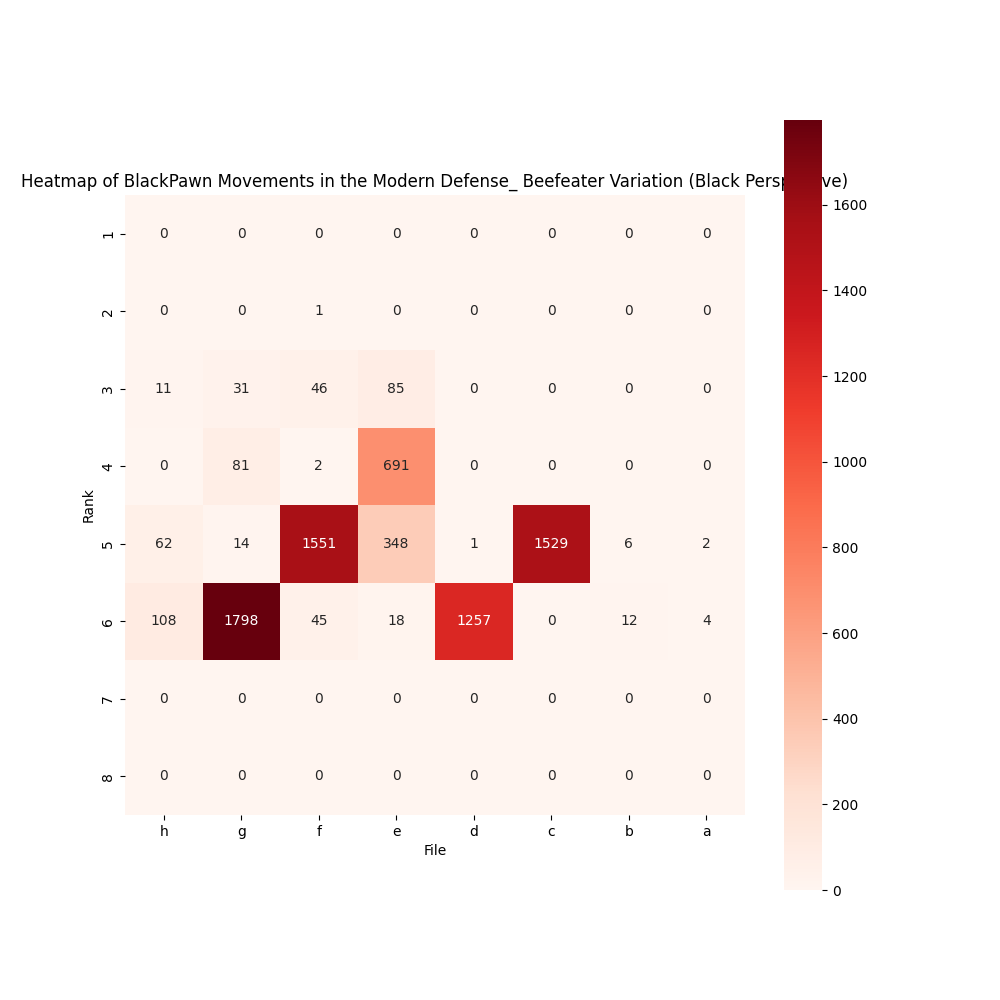 Heatmap of BlackPawn Movements in the Modern Defense_ Beefeater Variation (Black Perspective)
1 0 0 0 0 0 0 0 0
2 0 0 1 0 0 0 0 0
3 11 31 46 85 0 0 0 0
4 0 81 2 691 0 0 0 0
5 62 14 1551 348 1 1529 6 2
6 108 1798 45 18 1257 0 12 4
7 0 0 0 0 0 0 0 0
8 0 0 0 0 0 0 0 0
Rank
h g f e d c b a
File
1600
1400
1200
1000
800
600
400
200
0